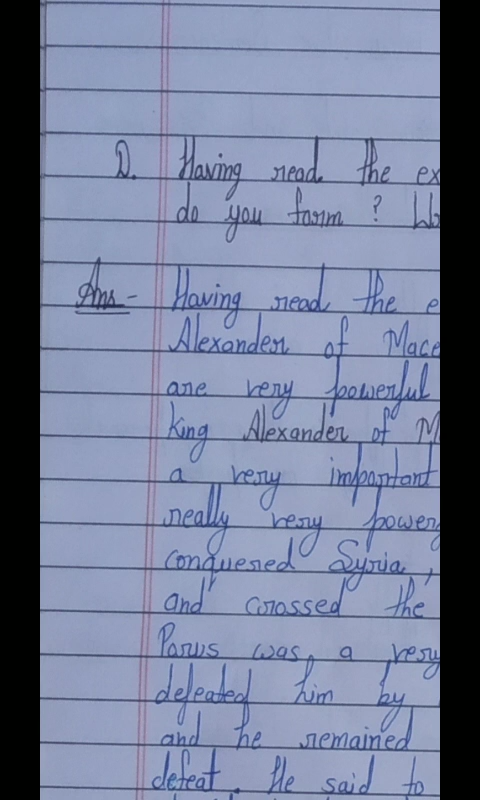 D. Having read the ex
do you form ? Wr
Ans - Having read the e
Alexander of Mace
are very powerful
king Alexander of M
a very important
really very power
conquered Syria,
and crossed the
Porus was, a very
defeated him by
and he remained
defeat. He said to